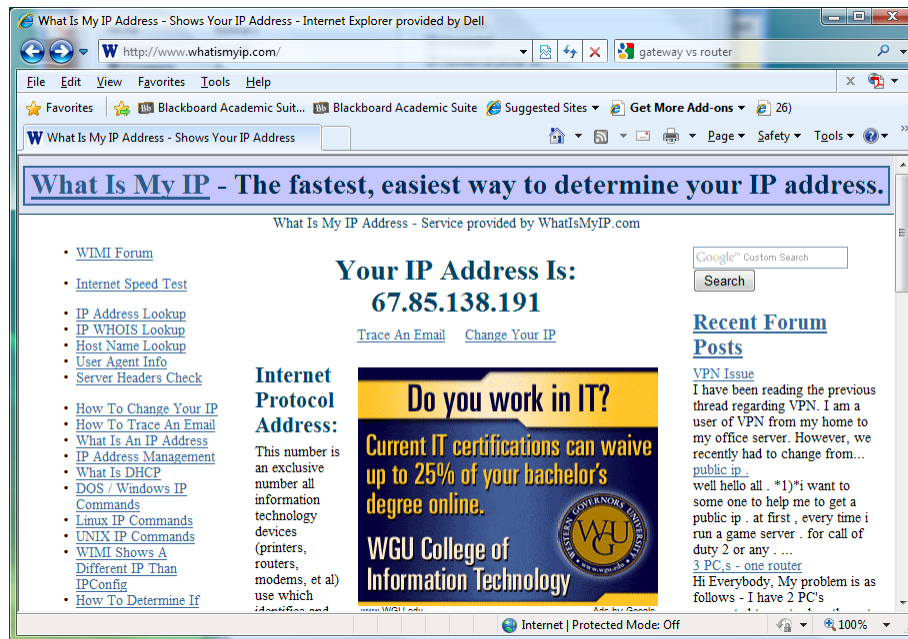 What Is My IP Address - Shows Your IP Address - Internet Explorer provided by Dell
http://www.whatismyip.com/
gateway vs router
File Edit View Favorites Tools Help
Favorites Blackboard Academic Suit... Blackboard Academic Suite Suggested Sites Get More Add-ons 26)
What Is My IP Address - Shows Your IP Address
Page Safety Tools
What Is My IP - The fastest, easiest way to determine your IP address.
What Is My IP Address - Service provided by WhatIsMyIP.com
• WIMI Forum
• Internet Speed Test
• IP Address Lookup
• IP WHOIS Lookup
• Host Name Lookup
• User Agent Info
• Server Headers Check
• How To Change Your IP
• How To Trace An Email
• What Is An IP Address
• IP Address Management
• What Is DHCP
• DOS / Windows IP
Commands
• Linux IP Commands
• UNIX IP Commands
• WIMI Shows A
Different IP Than
IPConfig
• How To Determine If
Your IP Address Is:
67.85.138.191
Trace An Email Change Your IP
Internet
Protocol
Address:
This number is
an exclusive
number all
information
technology
devices
(printers,
routers,
modems, et al)
use which
identifies and
Do you work in IT?
Current IT certifications can waive
up to 25% of your bachelor's
degree online.
WGU College of
Information Technology
WESTERN GOVERNORS UNIVERSITY
WGU
www.wgu.edu
www.WGU.edu Ads by Google
Google™ Custom Search
Search
Recent Forum
Posts
VPN Issue
I have been reading the previous
thread regarding VPN. I am a
user of VPN from my home to
my office server. However, we
recently had to change from...
public ip .
well hello all . *1)*i want to
some one to help me to get a
public ip . at first , every time i
run a game server . for call of
duty 2 or any . ...
3 PC,s - one router
Hi Everybody, My problem is as
follows - I have 2 PC's
Internet | Protected Mode: Off
100%